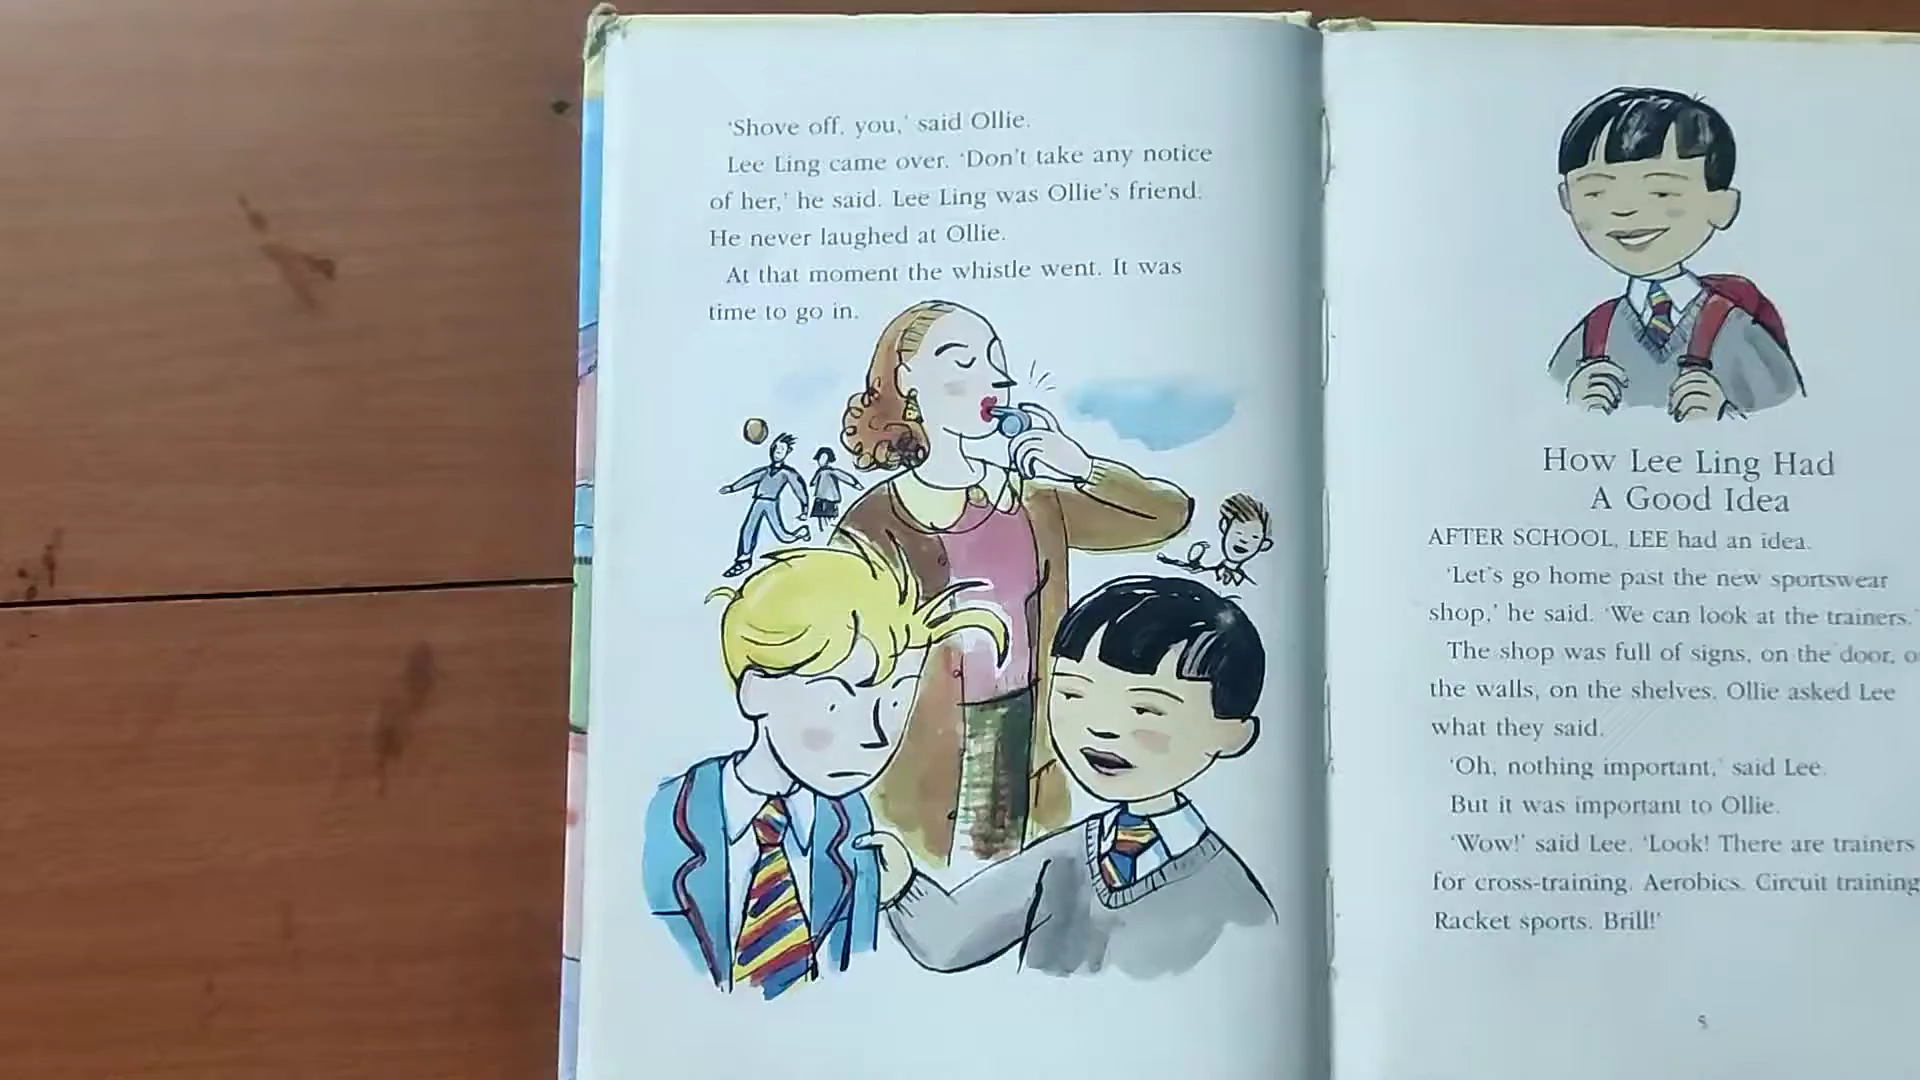 ‘Shove off, you,’ said Ollie.
Lee Ling came over. ‘Don’t take any notice
of her,’ he said. Lee Ling was Ollie’s friend.
He never laughed at Ollie.
At that moment the whistle went. It was
time to go in.
How Lee Ling Had
A Good Idea
AFTER SCHOOL, LEE had an idea.
‘Let’s go home past the new sportswear
shop,’ he said. ‘We can look at the trainers.’
The shop was full of signs, on the door,
the walls, on the shelves. Ollie asked Lee
what they said.
‘Oh, nothing important,’ said Lee.
But it was important to Ollie.
‘Wow!’ said Lee. ‘Look! There are trainers
for cross-training. Aerobics. Circuit training
Racket sports. Brill!’
5